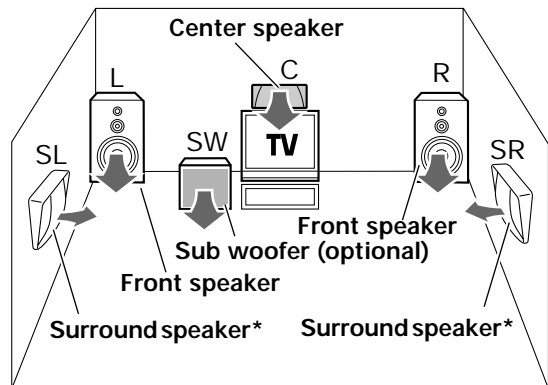 Center speaker
L
C
R
SW
TV
SL
SR
Front speaker
Sub woofer (optional)
Front speaker
Surround speaker*
Surround speaker*